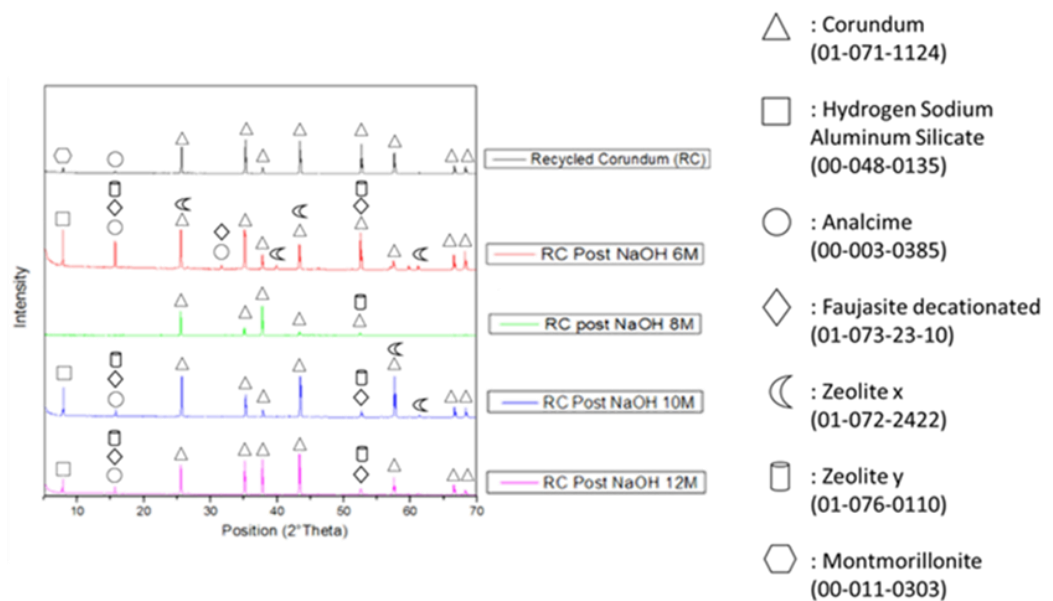 : Corundum
(01-071-1124)
: Hydrogen Sodium
Aluminum Silicate
(00-048-0135)
: Analcime
(00-003-0385)
: Faujasite decationated
(01-073-23-10)
: Zeolite x
(01-072-2422)
: Zeolite y
(01-076-0110)
: Montmorillonite
(00-011-0303)
Recycled Corundum (RC)
RC Post NaOH 6M
RC post NaOH 8M
RC Post NaOH 10M
RC Post NaOH 12M
Intensity
10 20 30 40 50 60 70
Position (2°Theta)